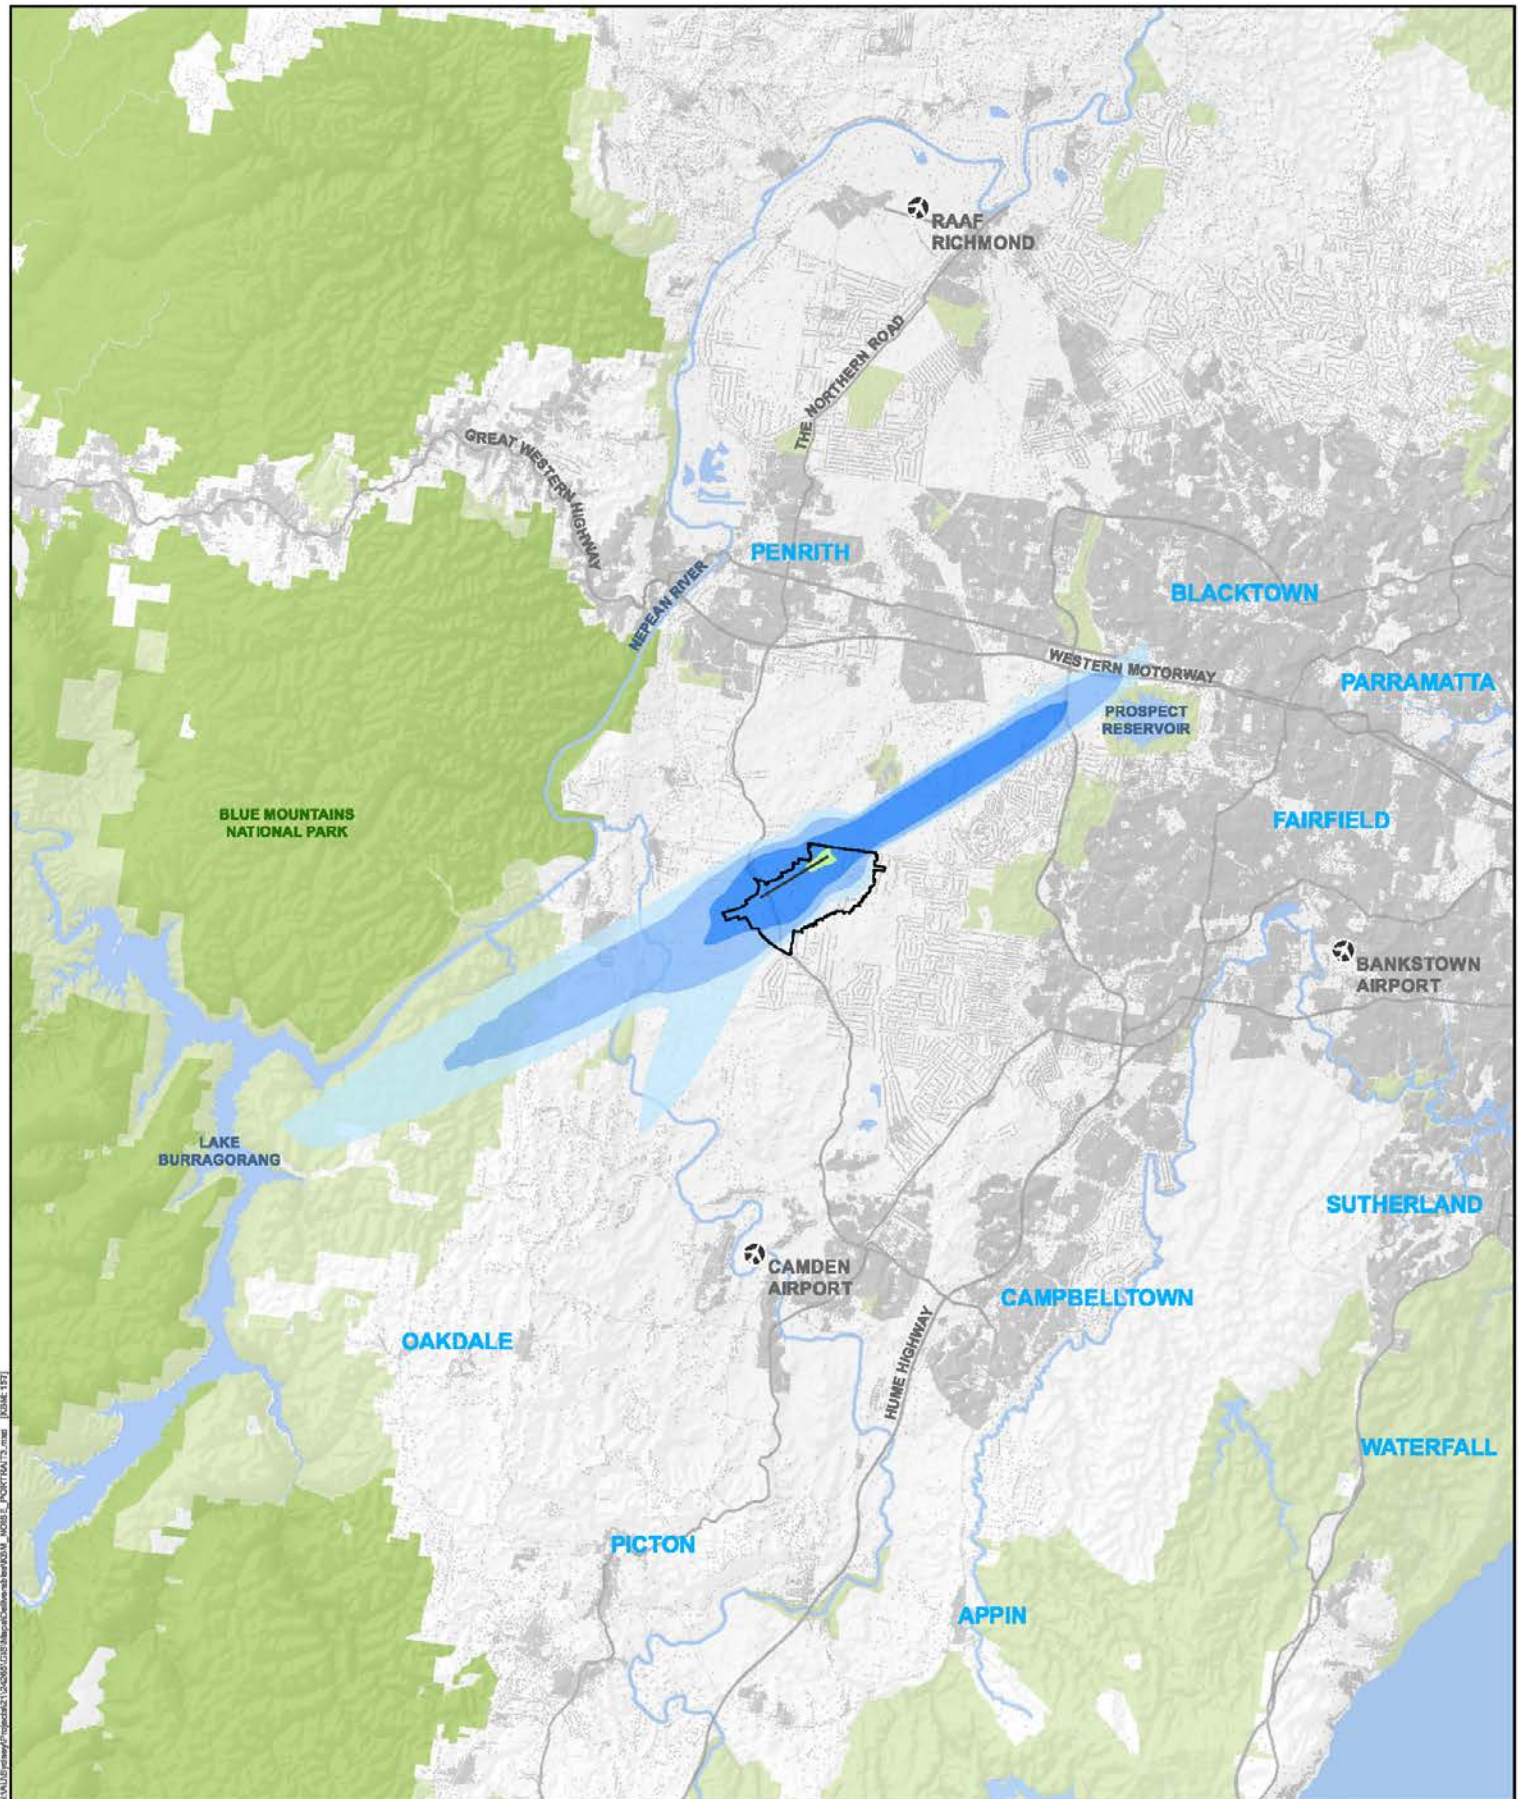 RAAF
RICHMOND
THE NORTHERN ROAD
GREAT WESTERN HIGHWAY
PENRITH
NEPEAN RIVER
BLACKTOWN
WESTERN MOTORWAY
PARRAMATTA
PROSPECT
RESERVOIR
BLUE MOUNTAINS
NATIONAL PARK
FAIRFIELD
BANKSTOWN
AIRPORT
LAKE
BURRAGORANG
SUTHERLAND
CAMDEN
AIRPORT
CAMPBELLTOWN
OAKDALE
HUME HIGHWAY
WATERFALL
PICTON
APPIN